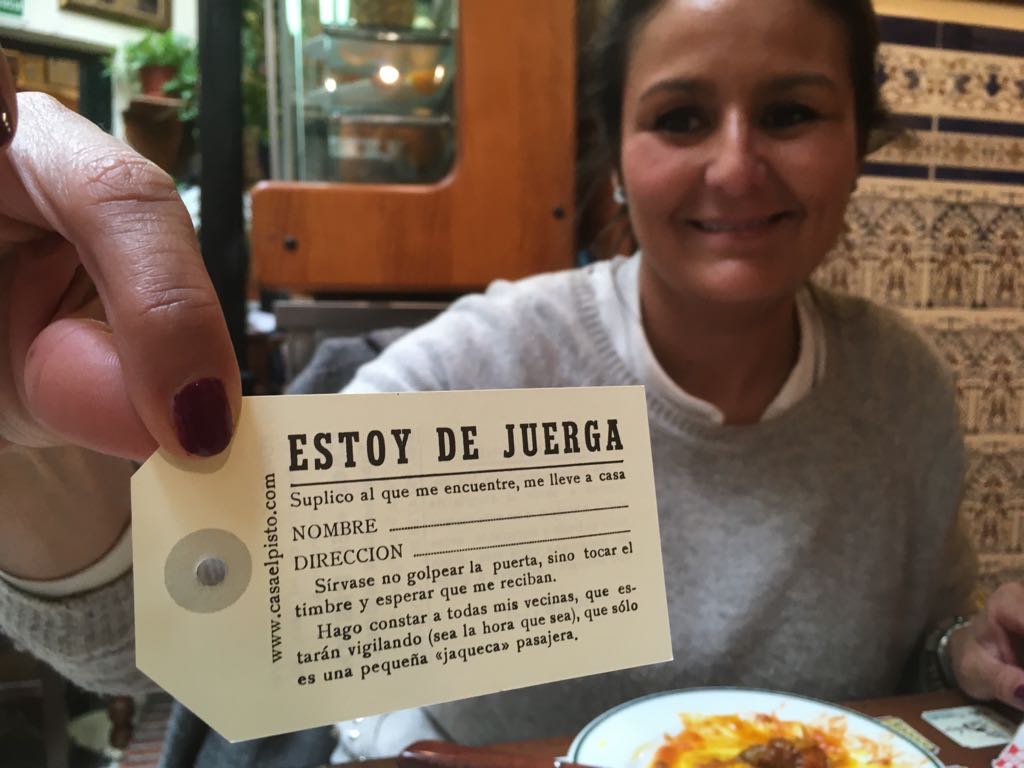 ESTOY DE JUERGA
Suplico al que me encuentre, me lleve a casa
NOMBRE
DIRECCION
Sírvase no golpear la puerta, sino tocar el
timbre y esperar que me reciban.
Hago constar a todas mis vecinas, que es-
tarán vigilando (sea la hora que sea), que sólo
es una pequeña «jaqueca» pasajera.
www.casaelpisto.com